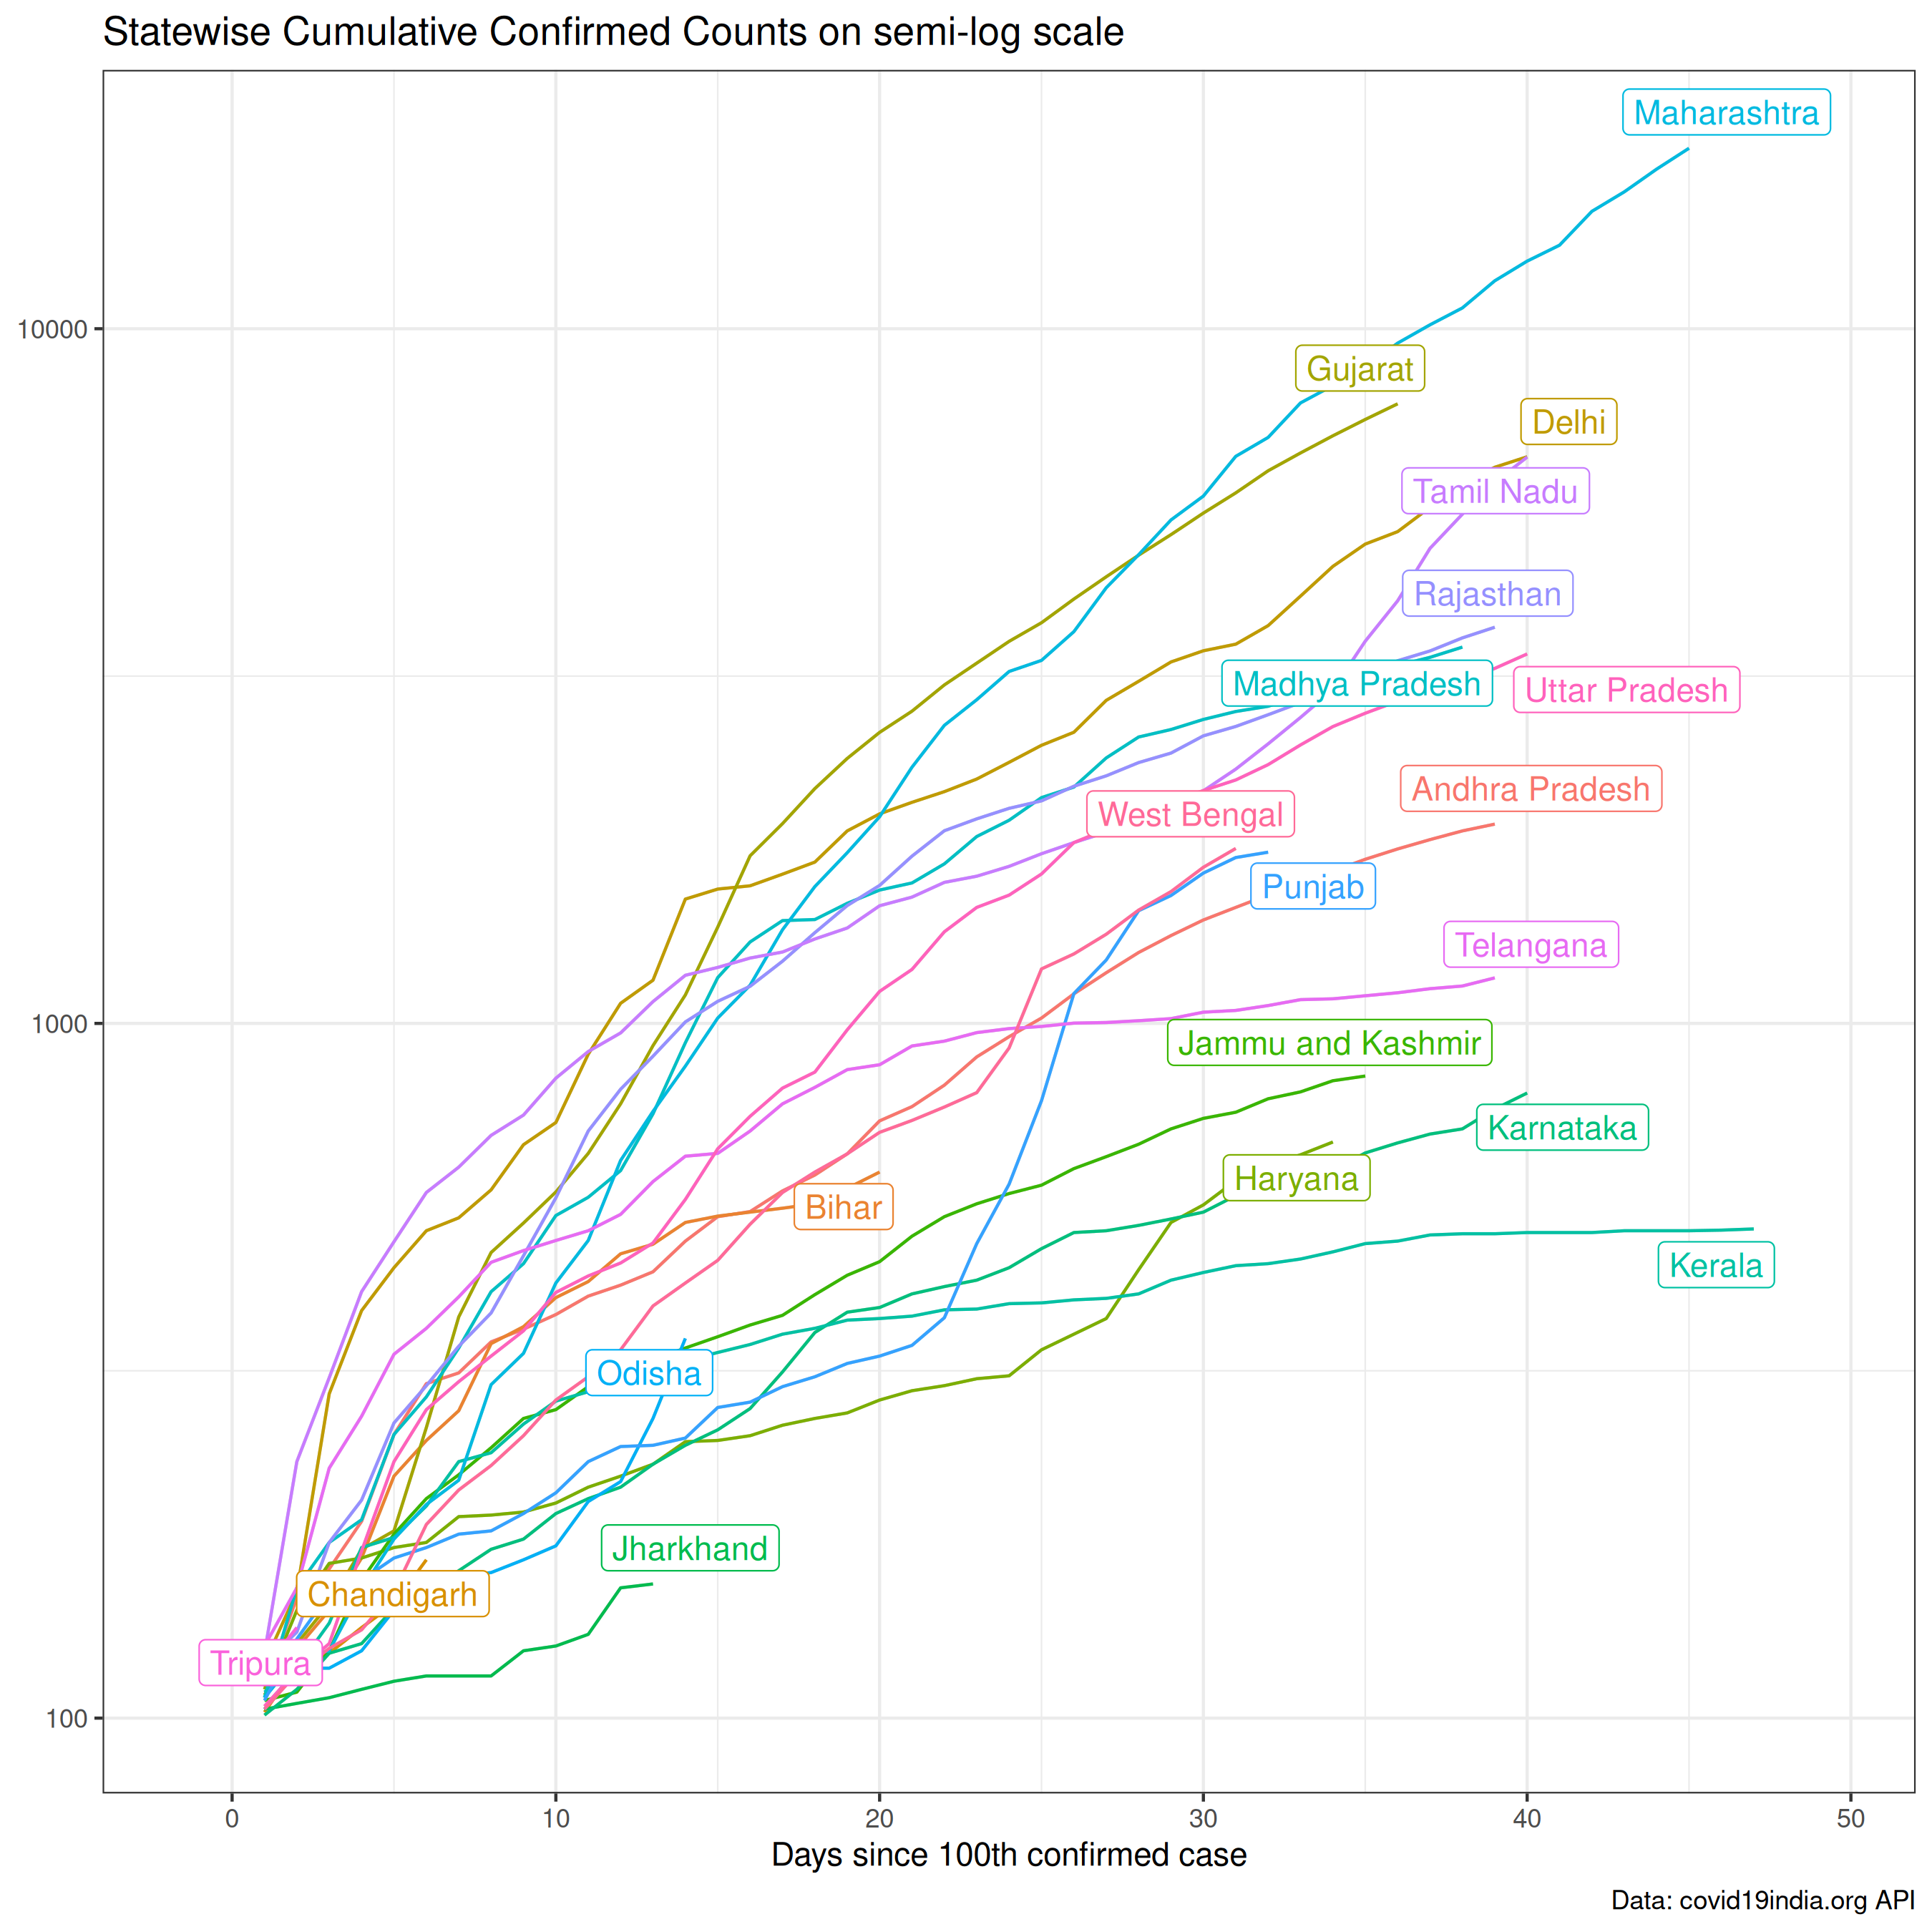 Statewise Cumulative Confirmed Counts on semi-log scale
Maharashtra
10000
Gujarat
Delhi
Tamil Nadu
Rajasthan
Madhya Pradesh
Uttar Pradesh
Andhra Pradesh
West Bengal
Punjab
Telangana
1000
Jammu and Kashmir
Karnataka
Haryana
Bihar
Kerala
Odisha
Jharkhand
Chandigarh
Tripura
100
0 10 20 30 40 50
Days since 100th confirmed case
Data: covid19india.org API